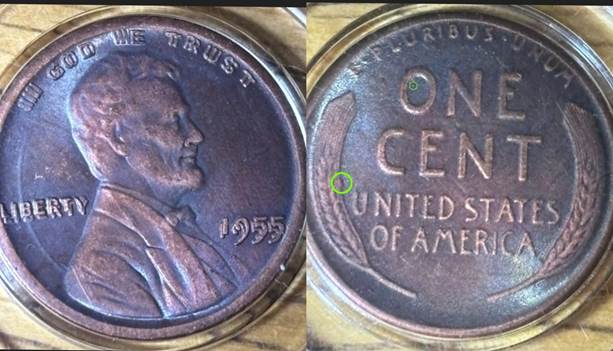 IN GOD WE TRUST
LIBERTY
1955
E PLURIBUS · UNUM
ONE
CENT
UNITED STATES
OF AMERICA